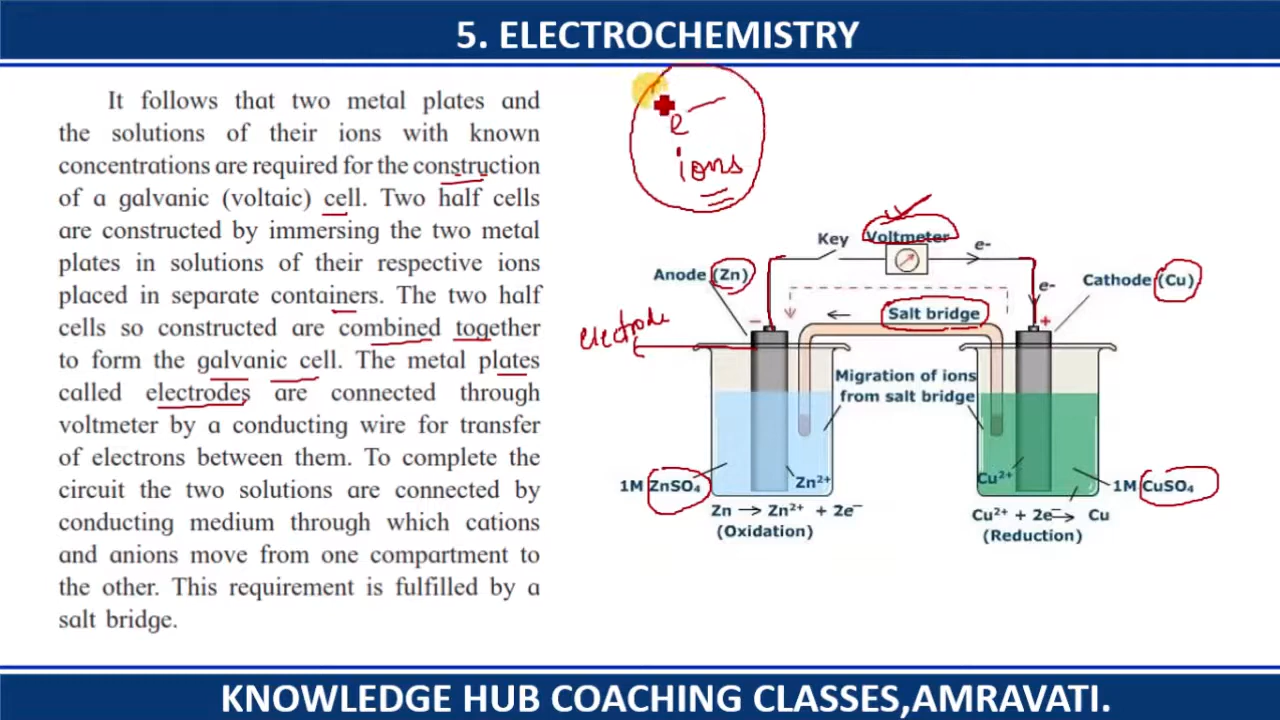 5. ELECTROCHEMISTRY
It follows that two metal plates and
the solutions of their ions with known
concentrations are required for the construction
of a galvanic (voltaic) cell. Two half cells
are constructed by immersing the two metal
plates in solutions of their respective ions
placed in separate containers. The two half
cells so constructed are combined together
to form the galvanic cell. The metal plates
called electrodes are connected through
voltmeter by a conducting wire for transfer
of electrons between them. To complete the
circuit the two solutions are connected by
conducting medium through which cations
and anions move from one compartment to
the other. This requirement is fulfilled by a
salt bridge.
e⁻
ions
Key
Voltmeter
e-
Anode (Zn)
e-
Cathode (Cu)
electrode
−
Salt bridge
+
Migration of ions
from salt bridge
1M ZnSO₄
Zn²⁺
Cu²⁺
1M CuSO₄
Zn → Zn²⁺ + 2e⁻
(Oxidation)
Cu²⁺ + 2e⁻→ Cu
(Reduction)
KNOWLEDGE HUB COACHING CLASSES,AMRAVATI.